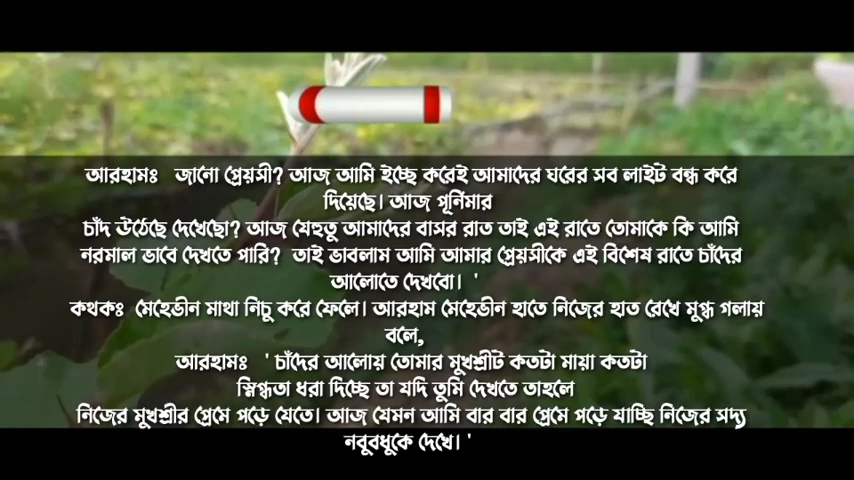 আরহামঃ জানো প্রেয়সী? আজ আমি ইচ্ছে করেই আমাদের ঘরের সব লাইট বন্ধ করে
দিয়েছে। আজ পূর্নিমার
চাঁদ উঠেছে দেখেছো? আজ যেহুতু আমাদের বাসর রাত তাই এই রাতে তোমাকে কি আমি
নরমাল ভাবে দেখতে পারি? তাই ভাবলাম আমি আমার প্রেয়সীকে এই বিশেষ রাতে চাঁদের
আলোতে দেখবো। '
কথকঃ মেহেভীন মাথা নিচু করে ফেলে। আরহাম মেহেভীন হাতে নিজের হাত রেখে মুগ্ধ গলায়
বলে,
আরহামঃ ' চাঁদের আলোয় তোমার মুখশ্রীট কতটা মায়া কতটা
স্নিগ্ধতা ধরা দিচ্ছে তা যদি তুমি দেখতে তাহলে
নিজের মুখশ্রীর প্রেমে পড়ে যেতে। আজ যেমন আমি বার বার প্রেমে পড়ে যাচ্ছি নিজের সদ্য
নবুবধুকে দেখে। '